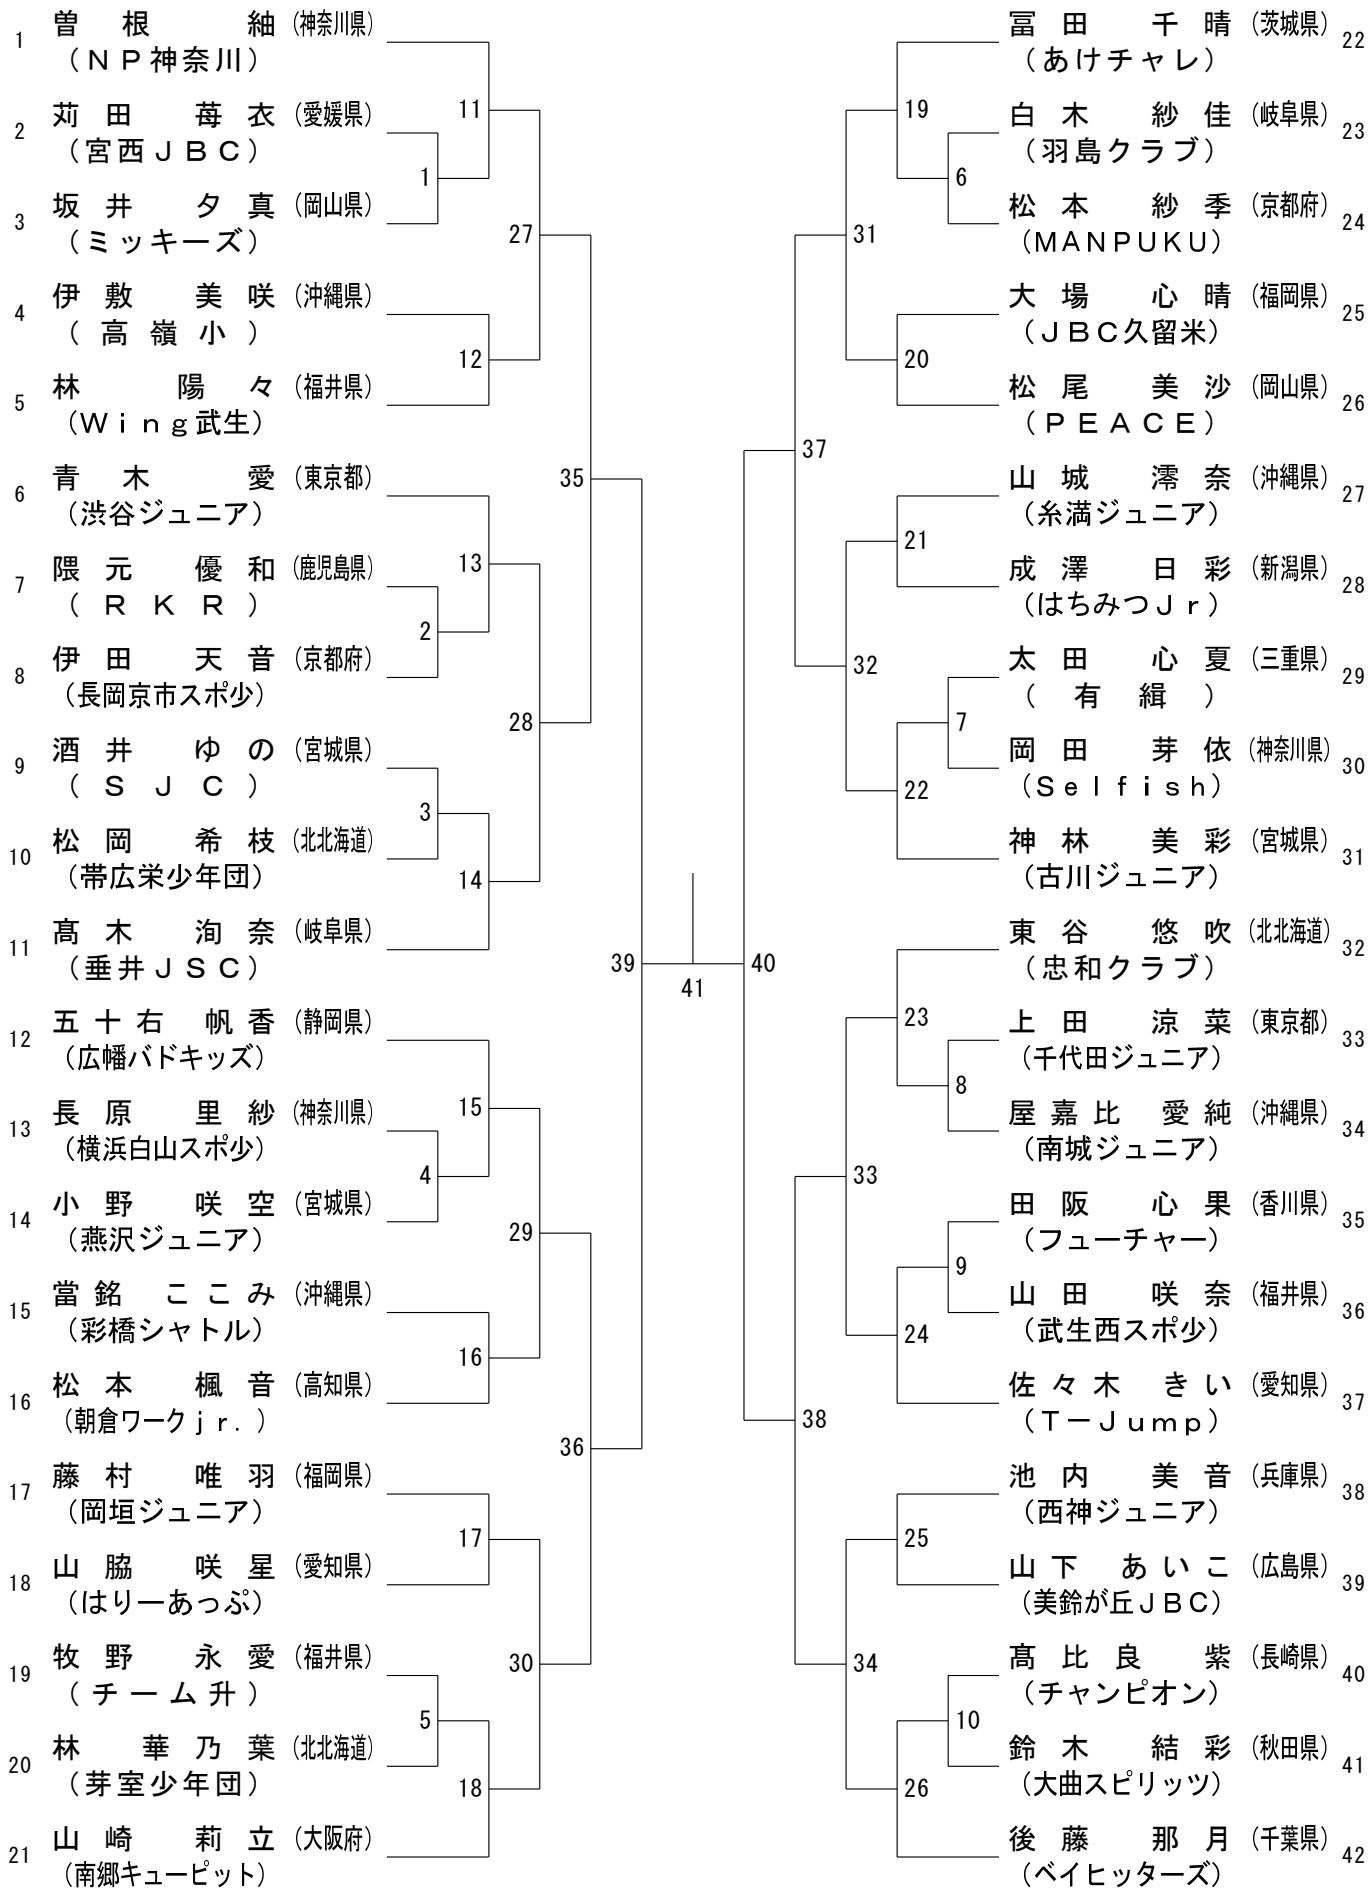 1 曽根 紬 (神奈川県)
(ＮＰ神奈川)
2 苅田 苺衣 (愛媛県)
(宮西ＪＢＣ)
3 坂井 夕真 (岡山県)
(ミッキーズ)
4 伊敷 美咲 (沖縄県)
(高嶺小)
5 林 陽々 (福井県)
(Ｗｉｎｇ武生)
6 青木 愛 (東京都)
(渋谷ジュニア)
7 隈元 優和 (鹿児島県)
(ＲＫＲ)
8 伊田 天音 (京都府)
(長岡京市スポ少)
9 酒井 ゆの (宮城県)
(ＳＪＣ)
10 松岡 希枝 (北北海道)
(帯広栄少年団)
11 髙木 洵奈 (岐阜県)
(垂井ＪＳＣ)
12 五十右 帆香 (静岡県)
(広幡バドキッズ)
13 長原 里紗 (神奈川県)
(横浜白山スポ少)
14 小野 咲空 (宮城県)
(燕沢ジュニア)
15 當銘 ここみ (沖縄県)
(彩橋シャトル)
16 松本 楓音 (高知県)
(朝倉ワークｊｒ.)
17 藤村 唯羽 (福岡県)
(岡垣ジュニア)
18 山脇 咲星 (愛知県)
(はりーあっぷ)
19 牧野 永愛 (福井県)
(チーム升)
20 林 華乃葉 (北北海道)
(芽室少年団)
21 山崎 莉立 (大阪府)
(南郷キューピット)
11
1
27
12
35
13
2
28
3
14
39
15
4
29
16
36
17
30
5
18
41
40
19
6
31
20
37
21
32
7
22
23
8
33
9
24
38
25
34
10
26
冨田 千晴 (茨城県) 22
(あけチャレ)
白木 紗佳 (岐阜県) 23
(羽島クラブ)
松本 紗季 (京都府) 24
(ＭＡＮＰＵＫＵ)
大場 心晴 (福岡県) 25
(ＪＢＣ久留米)
松尾 美沙 (岡山県) 26
(ＰＥＡＣＥ)
山城 澪奈 (沖縄県) 27
(糸満ジュニア)
成澤 日彩 (新潟県) 28
(はちみつＪｒ)
太田 心夏 (三重県) 29
(有緝)
岡田 芽依 (神奈川県) 30
(Ｓｅｌｆｉｓｈ)
神林 美彩 (宮城県) 31
(古川ジュニア)
東谷 悠吹 (北北海道) 32
(忠和クラブ)
上田 涼菜 (東京都) 33
(千代田ジュニア)
屋嘉比 愛純 (沖縄県) 34
(南城ジュニア)
田阪 心果 (香川県) 35
(フューチャー)
山田 咲奈 (福井県) 36
(武生西スポ少)
佐々木 きい (愛知県) 37
(Ｔ－Ｊｕｍｐ)
池内 美音 (兵庫県) 38
(西神ジュニア)
山下 あいこ (広島県) 39
(美鈴が丘ＪＢＣ)
髙比良 紫 (長崎県) 40
(チャンピオン)
鈴木 結彩 (秋田県) 41
(大曲スピリッツ)
後藤 那月 (千葉県) 42
(ベイヒッターズ)